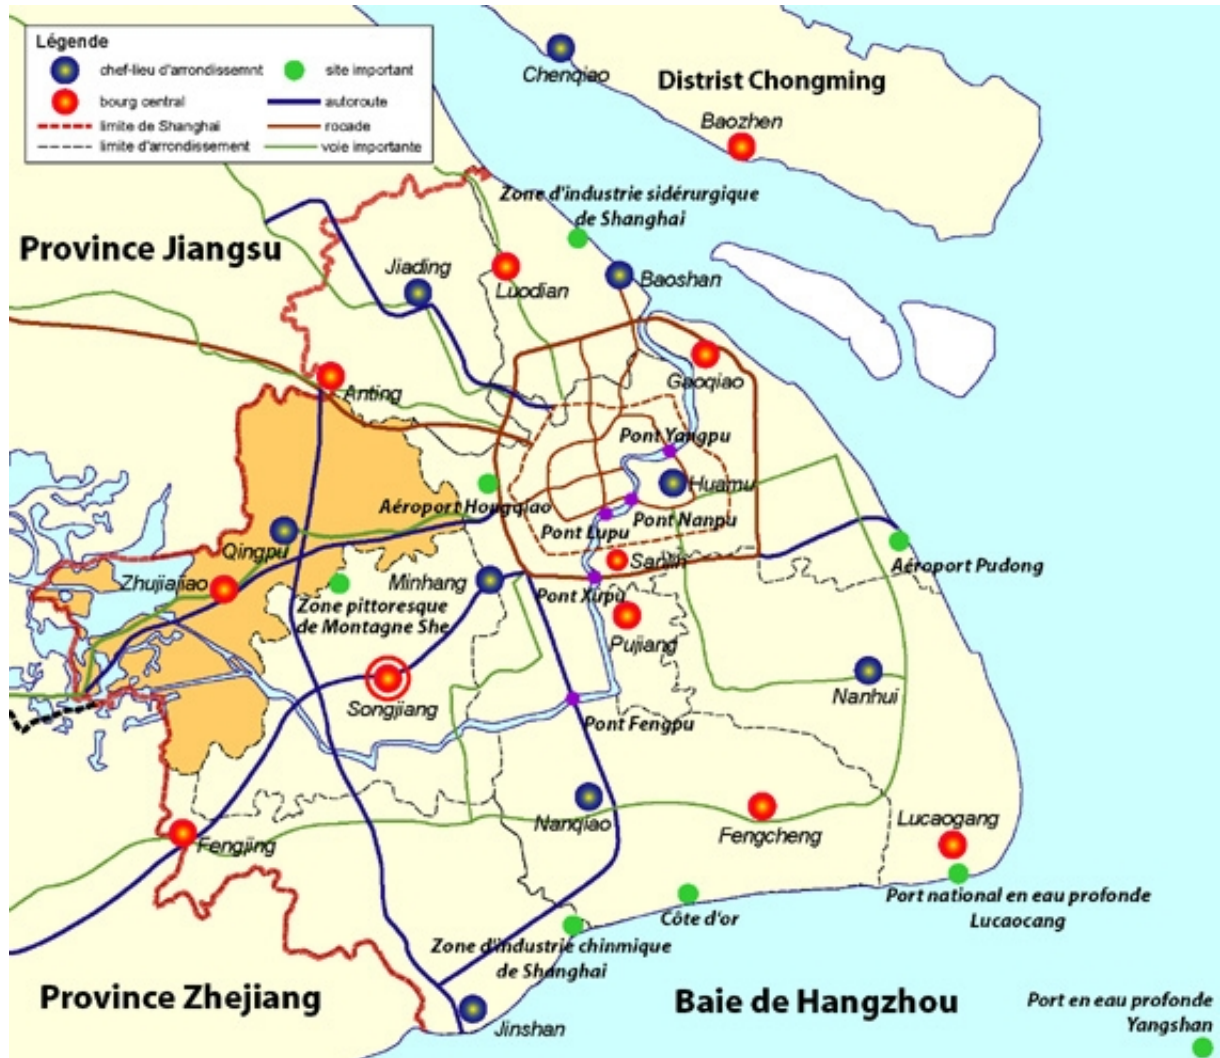 Légende
chef-lieu d'arrondissemnt
site important
bourg central
autoroute
limite de Shanghai
rocade
limite d'arrondissement
voie importante
Chenqiao
District Chongming
Baozhen
Zone d'industrie sidérurgique
de Shanghai
Province Jiangsu
Jiading
Luodian
Baoshan
Gaoqiao
Anting
Pont Yangpu
Huamu
Aéroport Hongqiao
Pont Nanpu
Pont Lupu
Qingpu
Sanlin
Aéroport Pudong
Zhujiajiao
Minhang
Pont Xupu
Zone pittoresque
de Montagne She
Pujiang
Songjiang
Nanhui
Pont Fengpu
Nanqiao
Fengcheng
Lucaogang
Fengjing
Port national en eau profonde
Lucaocang
Côte d'or
Zone d'industrie chinmique
de Shanghai
Province Zhejiang
Baie de Hangzhou
Port en eau profonde
Yangshan
Jinshan